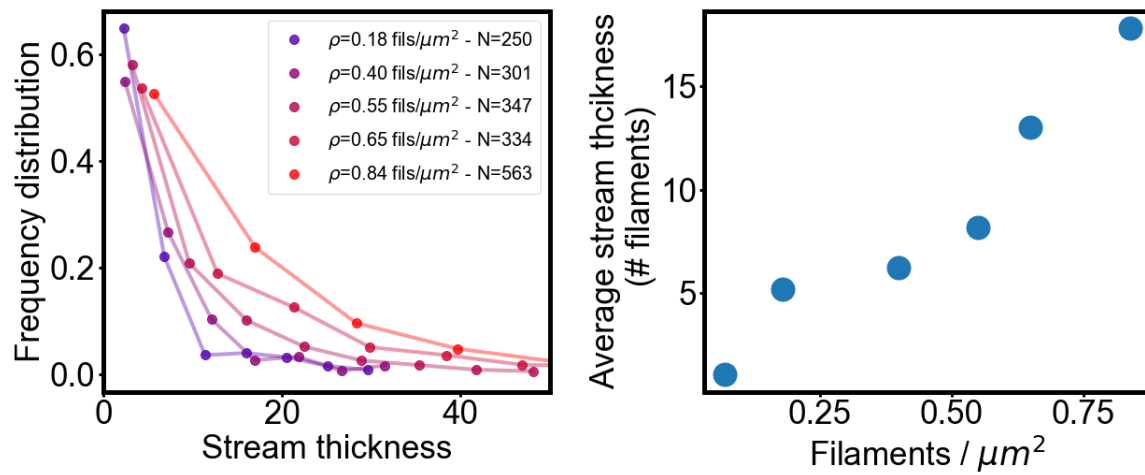 Frequency distribution
0.6
0.4
0.2
0.0
0
20
40
Stream thickness
ρ=0.18 fils/μm² - N=250
ρ=0.40 fils/μm² - N=301
ρ=0.55 fils/μm² - N=347
ρ=0.65 fils/μm² - N=334
ρ=0.84 fils/μm² - N=563
Average stream thcikness
(# filaments)
15
10
5
0.25
0.50
0.75
Filaments / μm²